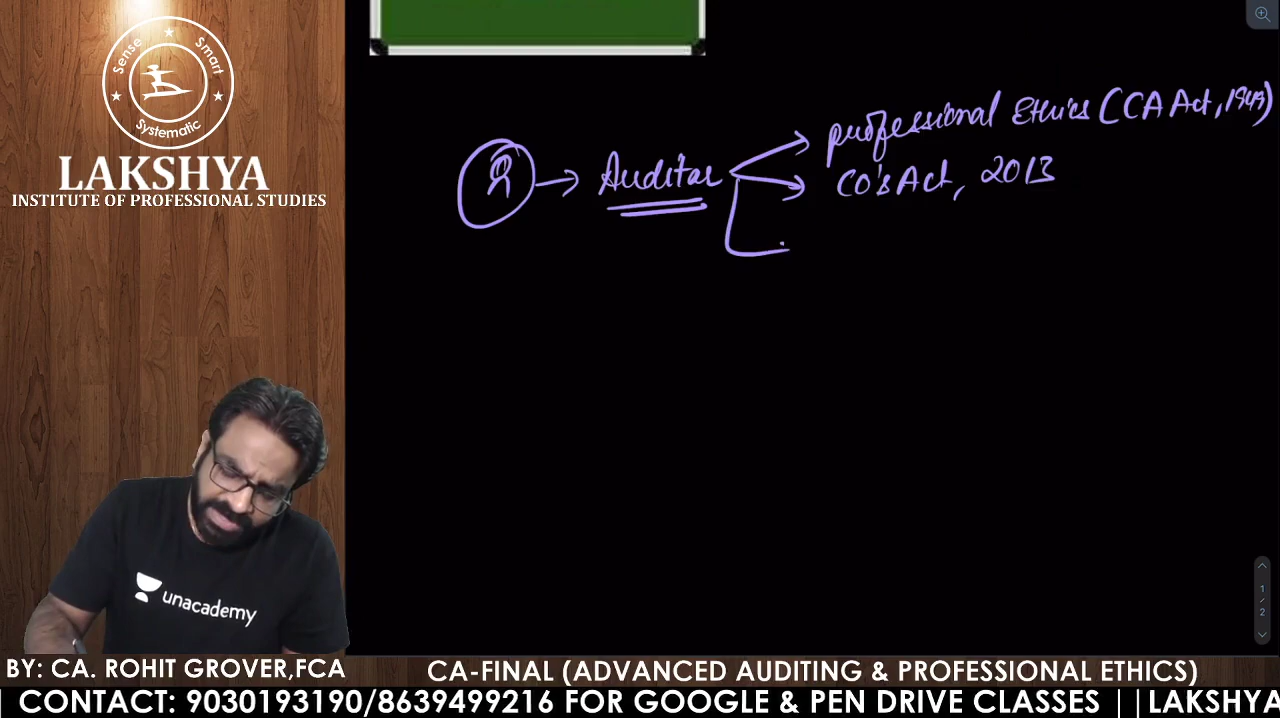 Sense
Smart
Systematic
LAKSHYA
INSTITUTE OF PROFESSIONAL STUDIES
professional Ethics (CA Act, 1949)
Auditor
CO's Act, 2013
unacademy
1
/
2
BY: CA. ROHIT GROVER,FCA
CA-FINAL (ADVANCED AUDITING & PROFESSIONAL ETHICS)
CONTACT: 9030193190/8639499216 FOR GOOGLE & PEN DRIVE CLASSES ||LAKSHYA